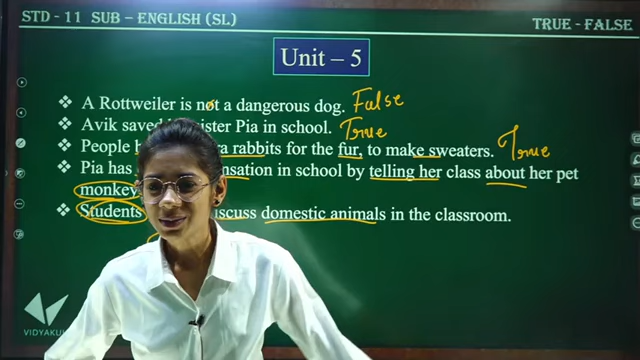 STD - 11 SUB – ENGLISH (SL)
TRUE - FALSE
Unit – 5
❖ A Rottweiler is not a dangerous dog. False
❖ Avik saved sister Pia in school. True
❖ People rabbits for the fur, to make sweaters. True
❖ Pia has in school by telling her class about her pet
monkey
❖ Students discuss domestic animals in the classroom.
VIDYAKUL